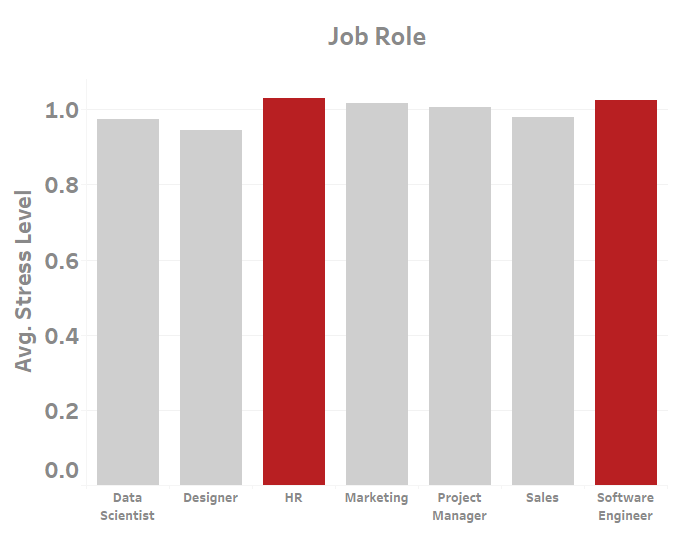 Job Role
Avg. Stress Level
1.0
0.8
0.6
0.4
0.2
0.0
Data Scientist
Designer
HR
Marketing
Project Manager
Sales
Software Engineer